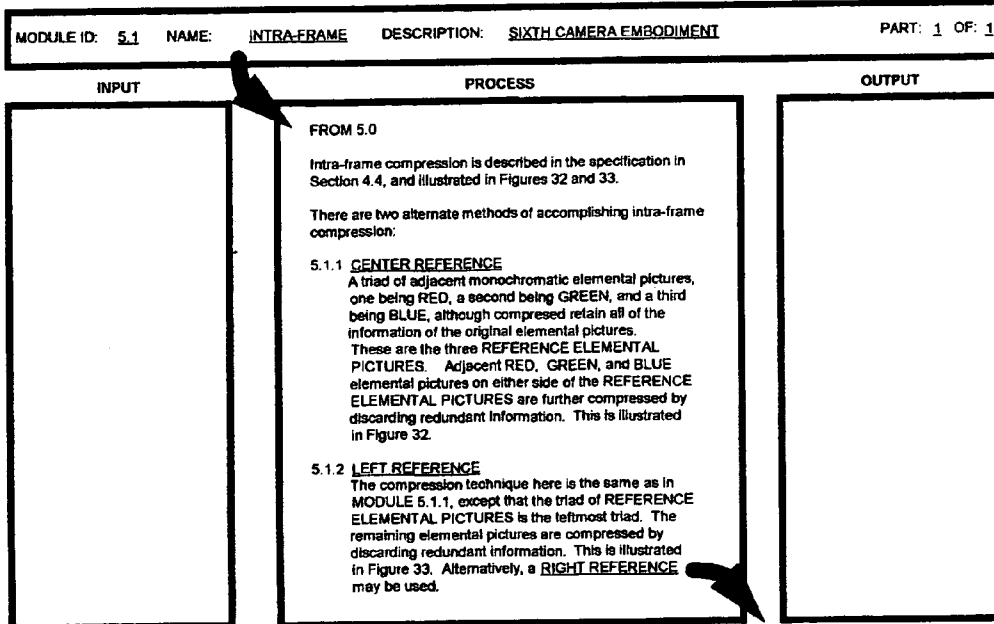 MODULE ID: 5.1 NAME: INTRA-FRAME DESCRIPTION: SIXTH CAMERA EMBODIMENT PART: 1 OF: 1
INPUT PROCESS OUTPUT
FROM 5.0
Intra-frame compression is described in the specification in
Section 4.4, and illustrated in Figures 32 and 33.
There are two alternate methods of accomplishing intra-frame
compression:
5.1.1 CENTER REFERENCE
A triad of adjacent monochromatic elemental pictures,
one being RED, a second being GREEN, and a third
being BLUE, although compresed retain all of the
information of the original elemental pictures.
These are the three REFERENCE ELEMENTAL
PICTURES. Adjacent RED, GREEN, and BLUE
elemental pictures on either side of the REFERENCE
ELEMENTAL PICTURES are further compressed by
discarding redundant information. This is illustrated
in Figure 32.
5.1.2 LEFT REFERENCE
The compression technique here is the same as in
MODULE 5.1.1, except that the triad of REFERENCE
ELEMENTAL PICTURES is the leftmost triad. The
remaining elemental pictures are compressed by
discarding redundant information. This is illustrated
in Figure 33. Alternatively, a RIGHT REFERENCE
may be used.